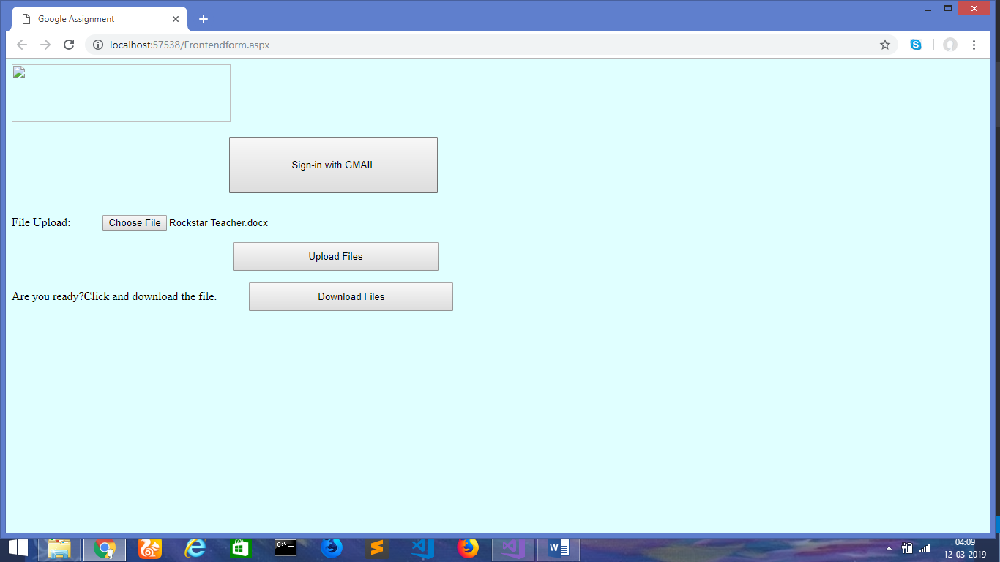 Google Assignment
localhost:57538/Frontendform.aspx
Sign-in with GMAIL
File Upload: Choose File Rockstar Teacher.docx
Upload Files
Are you ready?Click and download the file. Download Files
04:09
12-03-2019